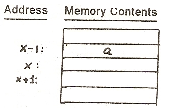 Address Memory Contents
x-1: a
x:
x+1: